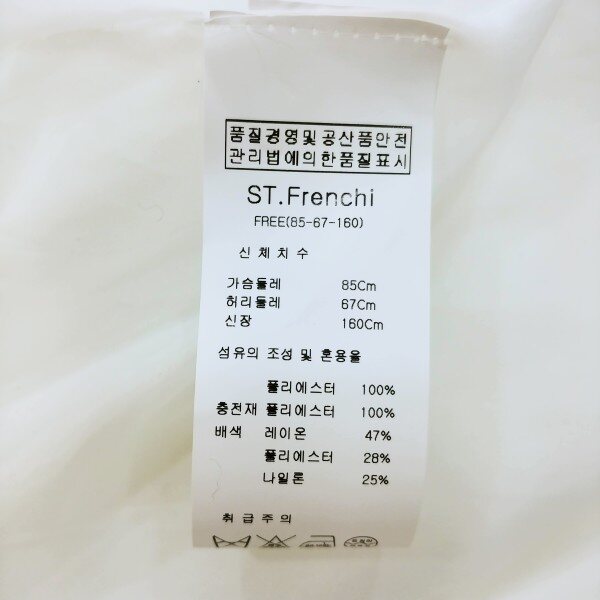 품질경영및공산품안전
관리법에의한품질표시
ST.Frenchi
FREE(85-67-160)
신체치수
가슴둘레 85Cm
허리둘레 67Cm
신장 160Cm
섬유의 조성 및 혼용율
폴리에스터 100%
충전재 폴리에스터 100%
배색 레이온 47%
폴리에스터 28%
나일론 25%
취급주의